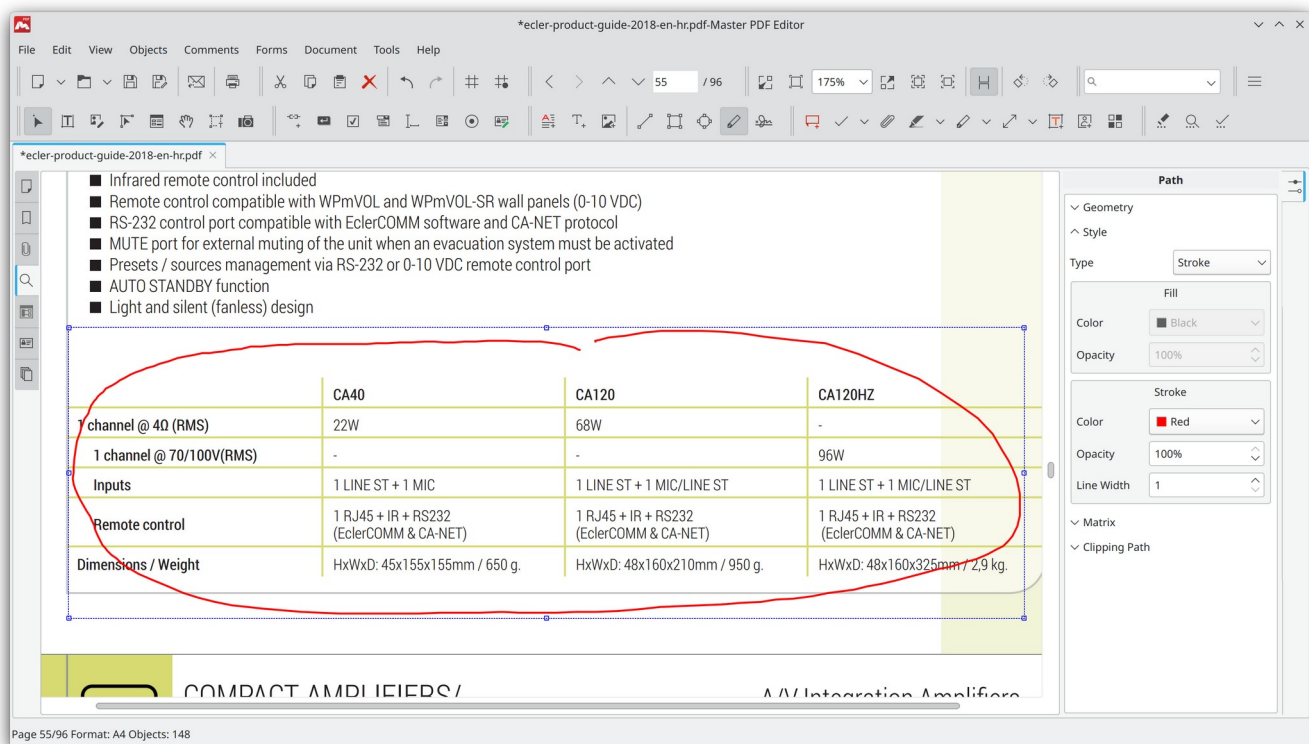 *ecler-product-guide-2018-en-hr.pdf-Master PDF Editor
File Edit View Objects Comments Forms Document Tools Help
55 / 96 175%
*ecler-product-guide-2018-en-hr.pdf
■ Infrared remote control included
■ Remote control compatible with WPmVOL and WPmVOL-SR wall panels (0-10 VDC)
■ RS-232 control port compatible with EclerCOMM software and CA-NET protocol
■ MUTE port for external muting of the unit when an evacuation system must be activated
■ Presets / sources management via RS-232 or 0-10 VDC remote control port
■ AUTO STANDBY function
■ Light and silent (fanless) design
CA40 CA120 CA120HZ
1 channel @ 4Ω (RMS) 22W 68W -
1 channel @ 70/100V(RMS) - - 96W
Inputs 1 LINE ST + 1 MIC 1 LINE ST + 1 MIC/LINE ST 1 LINE ST + 1 MIC/LINE ST
Remote control 1 RJ45 + IR + RS232 1 RJ45 + IR + RS232 1 RJ45 + IR + RS232
(EclerCOMM & CA-NET) (EclerCOMM & CA-NET) (EclerCOMM & CA-NET)
Dimensions / Weight HxWxD: 45x155x155mm / 650 g. HxWxD: 48x160x210mm / 950 g. HxWxD: 48x160x325mm / 2,9 kg.
COMPACT AMPLIFIERS/ A/V Integration Amplifiers
Path
Geometry
Style
Type Stroke
Fill
Color Black
Opacity 100%
Stroke
Color Red
Opacity 100%
Line Width 1
Matrix
Clipping Path
Page 55/96 Format: A4 Objects: 148